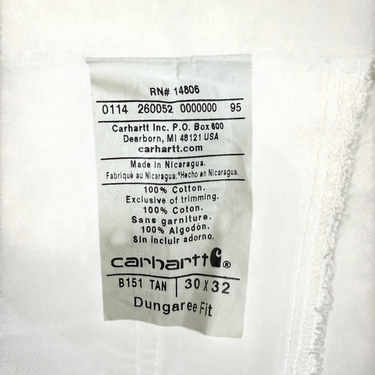 RN# 14806
0114 260052 0000000 95
Carhartt Inc. P.O. Box 600
Dearborn, MI 48121 USA
carhartt.com
Made in Nicaragua.
Fabriqué au Nicaragua.*Hecho en Nicaragua.
100% Cotton.
Exclusive of trimming.
100% Coton.
Sans garniture.
100% Algodón.
Sin incluir adorno.
carhartt®
B151 TAN 30 X 32
Dungaree Fit